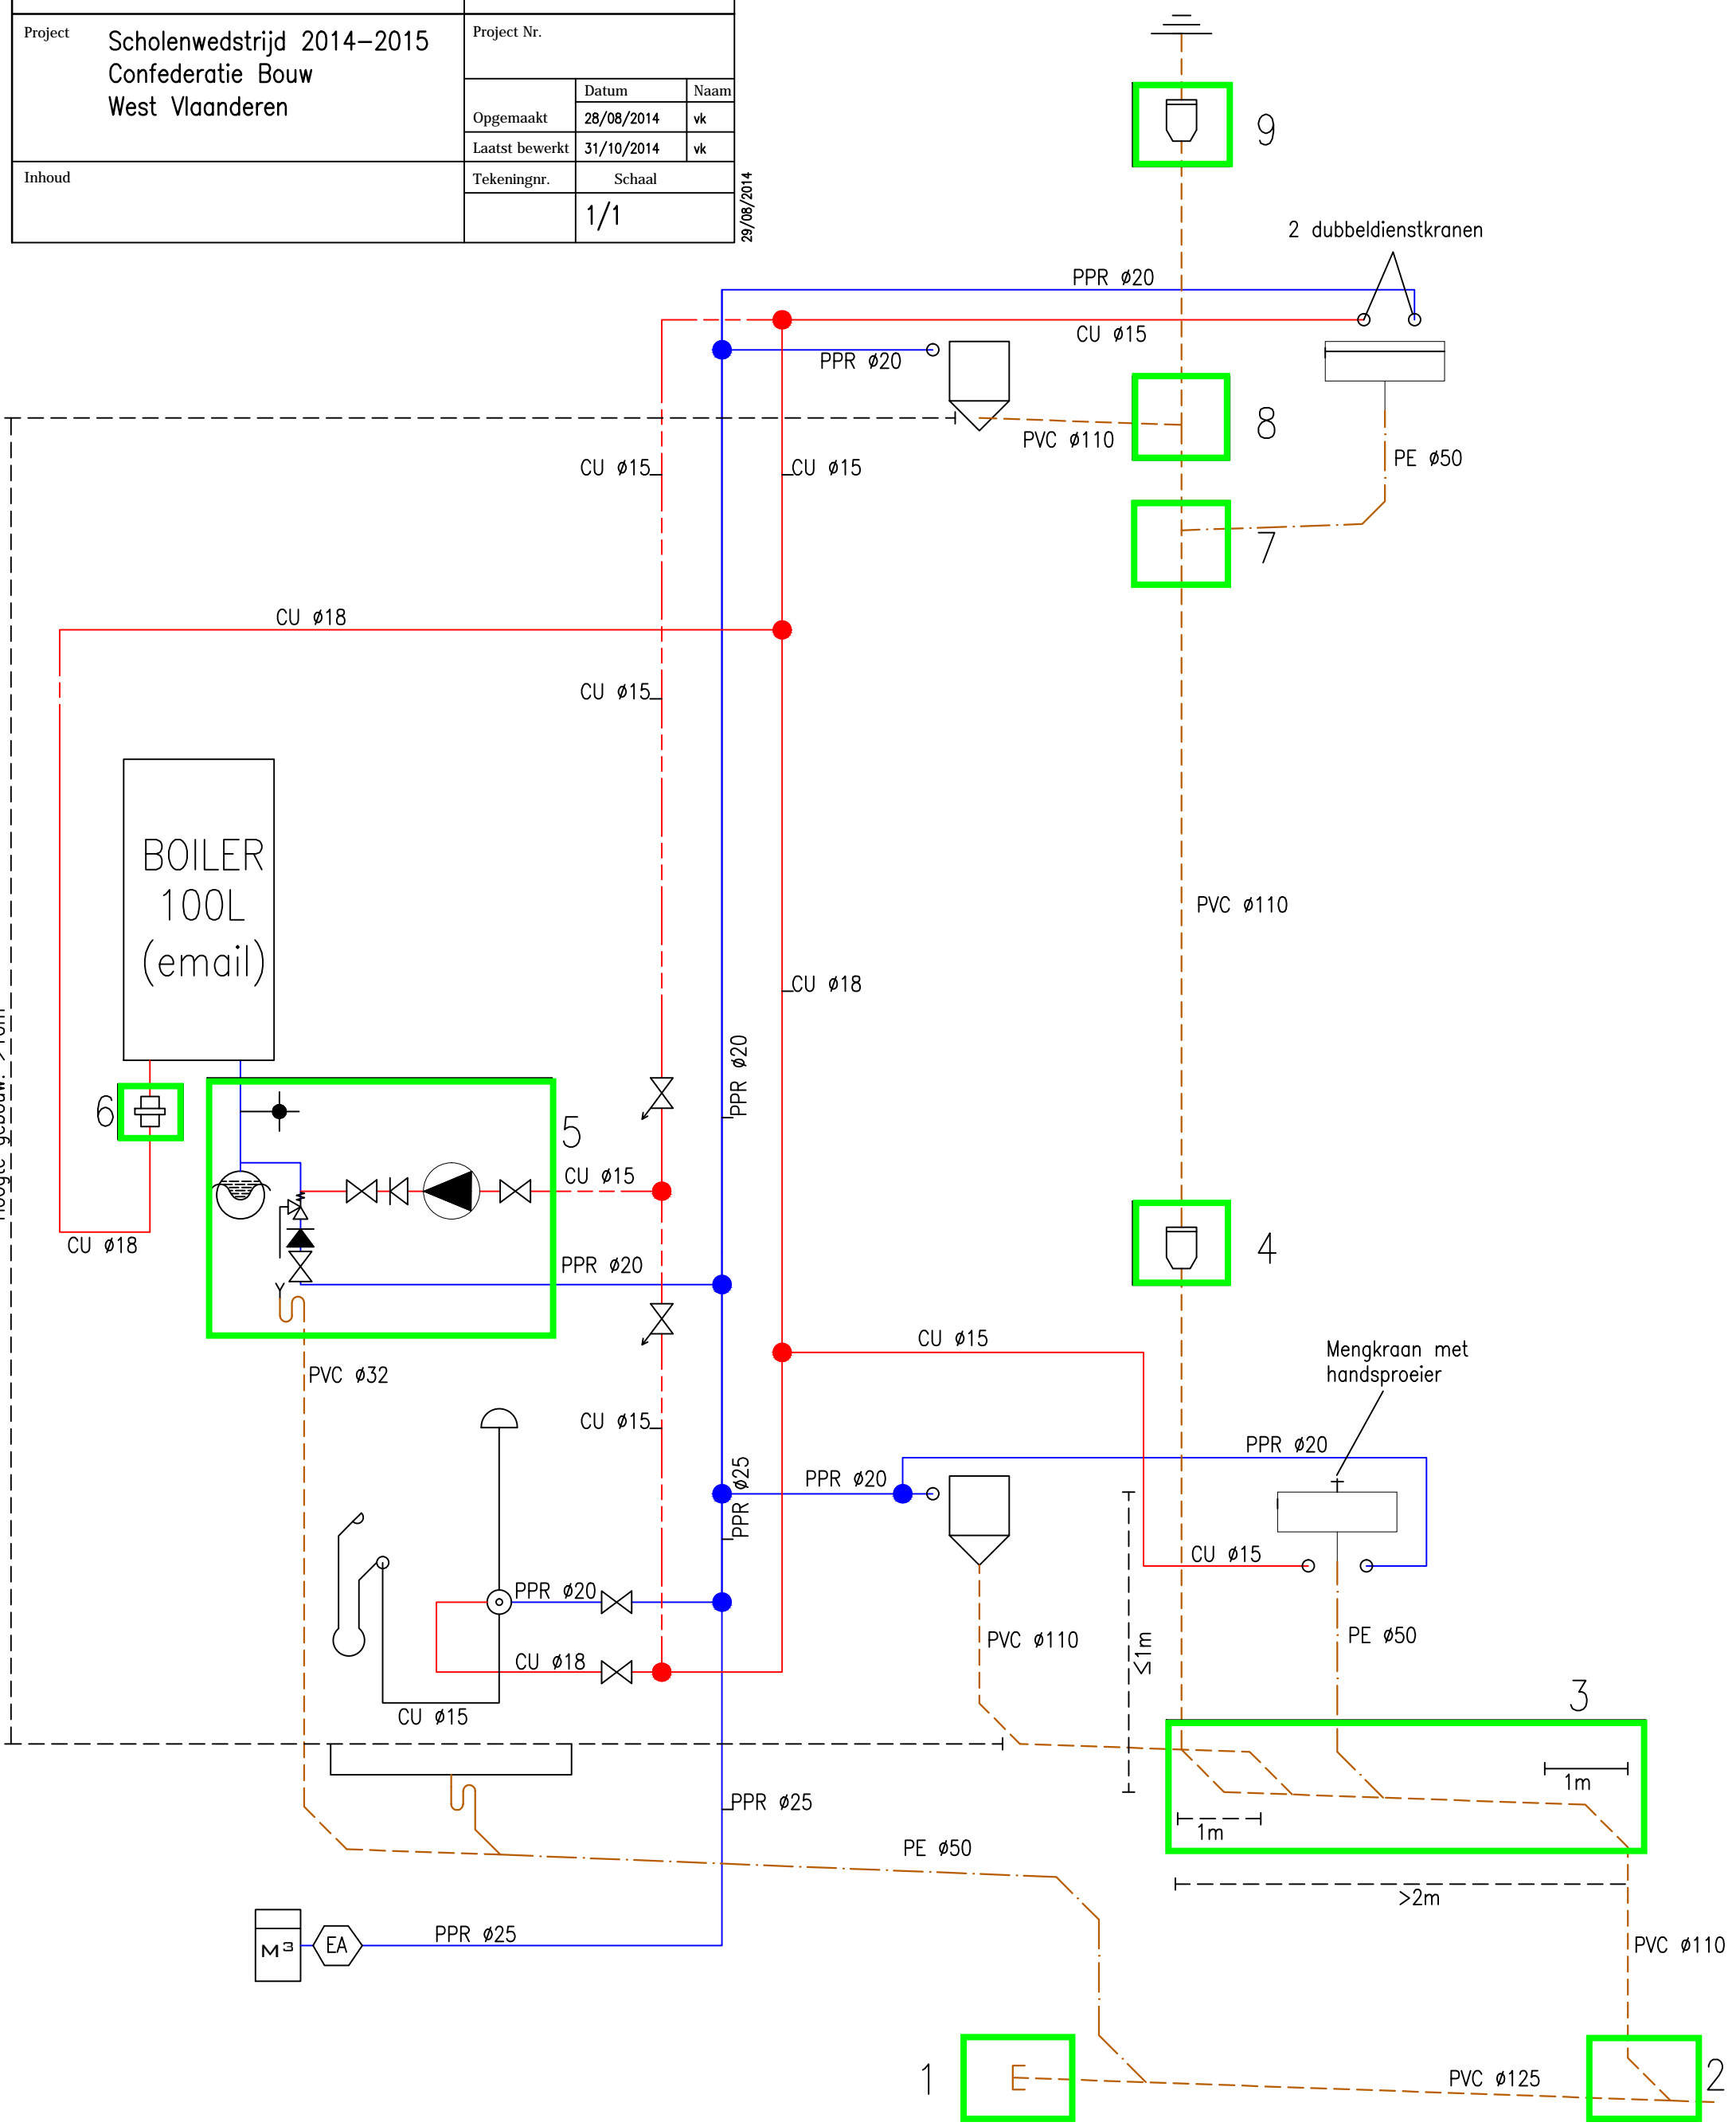 Project
Scholenwedstrijd 2014-2015
Confederatie Bouw
West Vlaanderen
Project Nr.
Datum
Naam
Opgemaakt
28/08/2014
vk
Laatst bewerkt
31/10/2014
vk
Inhoud
Tekeningnr.
Schaal
1/1
29/08/2014
9
2 dubbeldienstkranen
PPR ø20
CU ø15
PPR ø20
8
PVC ø110
CU ø15
CU ø15
PE ø50
7
CU ø18
CU ø15
BOILER
100L
(email)
PVC ø110
CU ø18
PPR ø20
6
5
CU ø15
CU ø18
PPR ø20
4
CU ø15
Mengkraan met
handsproeier
PVC ø32
CU ø15
PPR ø20
PPR ø25
PPR ø20
CU ø15
PPR ø20
PVC ø110
≤1m
PE ø50
CU ø18
CU ø15
3
1m
1m
PPR ø25
PE ø50
>2m
M³
EA
PPR ø25
PVC ø110
1
PVC ø125
2